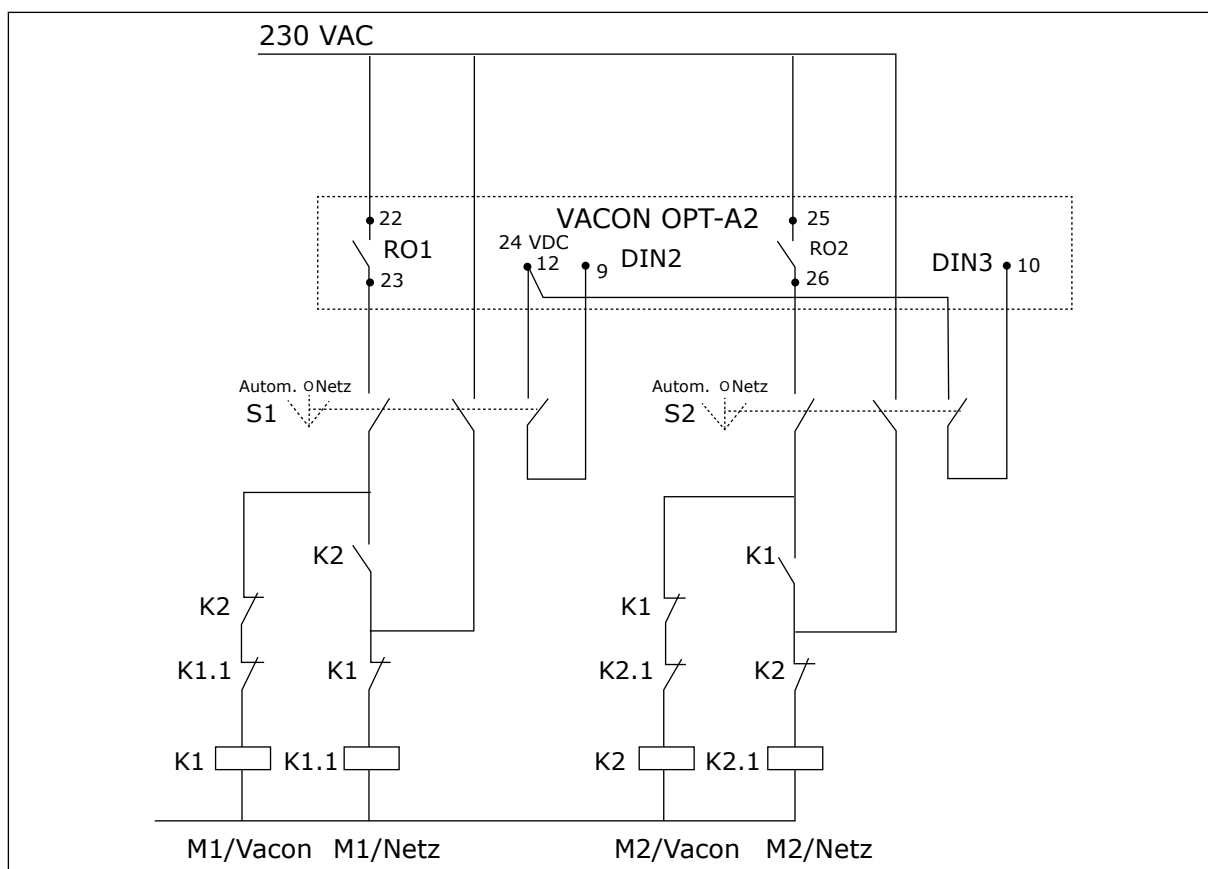 230 VAC
VACON OPT-A2
22
RO1
23
24 VDC
12
9
DIN2
25
RO2
26
DIN3
10
Autom. O Netz
S1
Autom. O Netz
S2
K2
K1
K2
K1
K1.1
K1
K2.1
K2
K1
K1.1
K2
K2.1
M1/Vacon
M1/Netz
M2/Vacon
M2/Netz